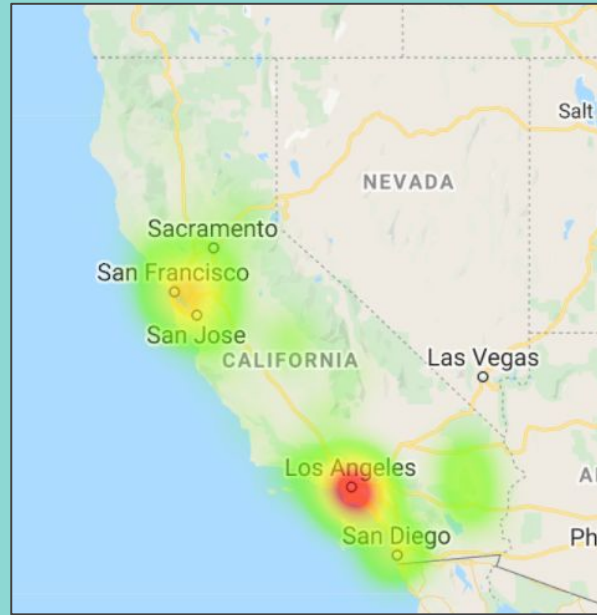 Salt
NEVADA
Sacramento
San Francisco
San Jose
CALIFORNIA
Las Vegas
Los Angeles
A
San Diego
Ph